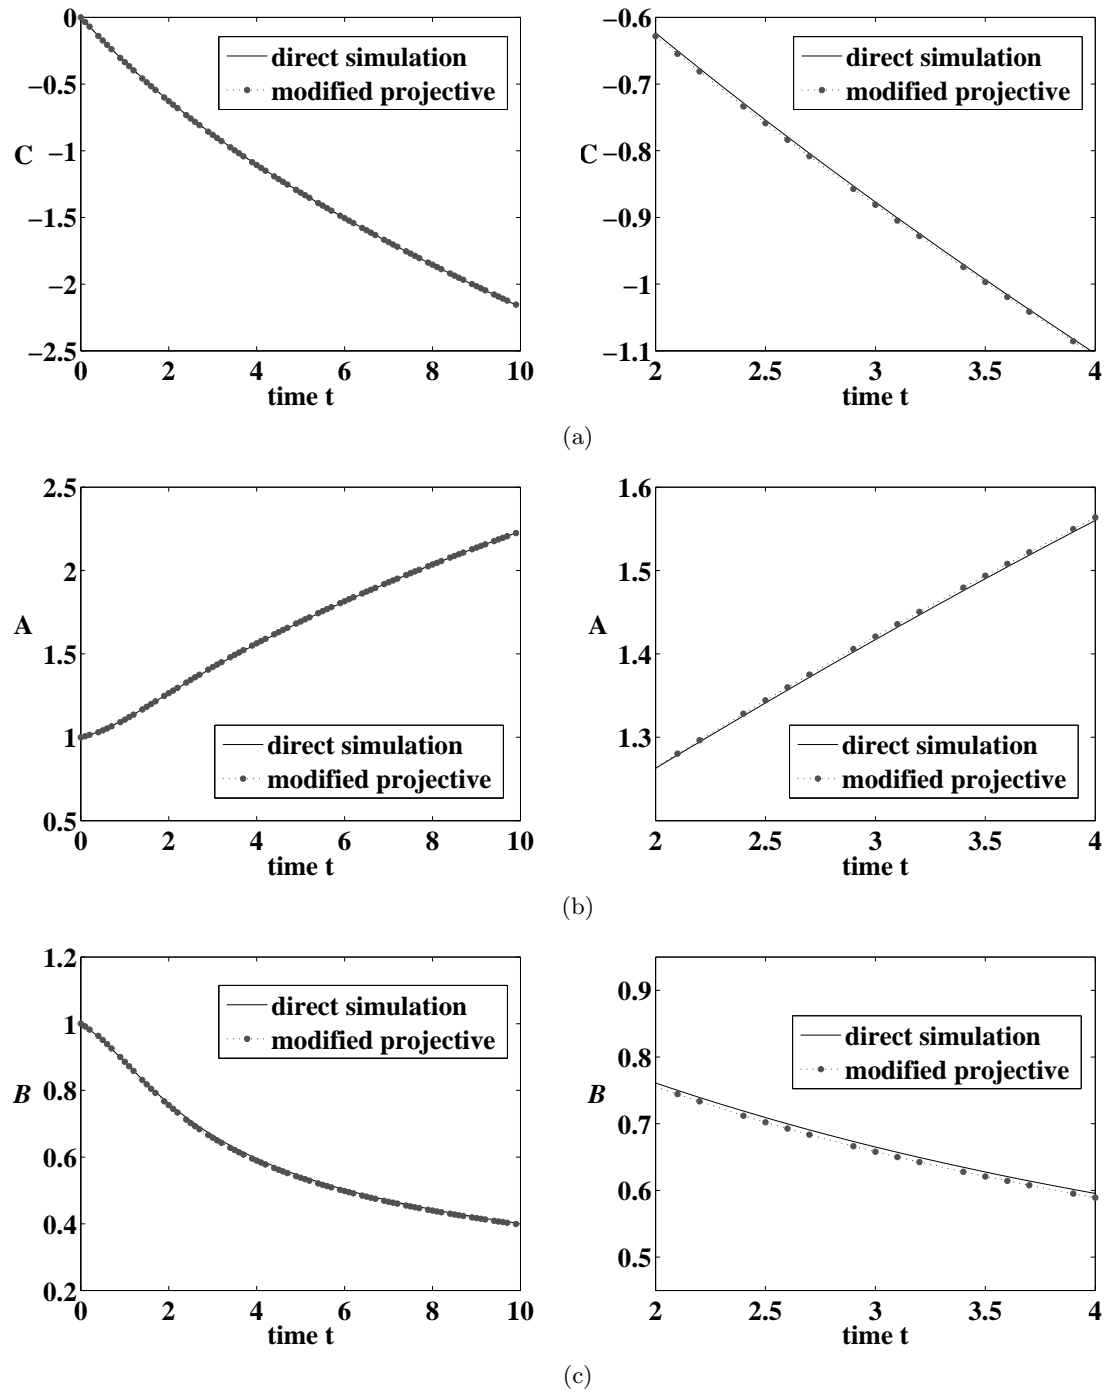 0
−0.5
−1
−1.5
−2
−2.5
C
0 2 4 6 8 10
time t
direct simulation
modified projective
−0.6
−0.7
−0.8
−0.9
−1
−1.1
C
2 2.5 3 3.5 4
time t
direct simulation
modified projective
(a)
2.5
2
1.5
1
0.5
A
0 2 4 6 8 10
time t
direct simulation
modified projective
1.6
1.5
1.4
1.3
A
2 2.5 3 3.5 4
time t
direct simulation
modified projective
(b)
1.2
1
0.8
0.6
0.4
0.2
B
0 2 4 6 8 10
time t
direct simulation
modified projective
0.9
0.8
0.7
0.6
0.5
B
2 2.5 3 3.5 4
time t
direct simulation
modified projective
(c)